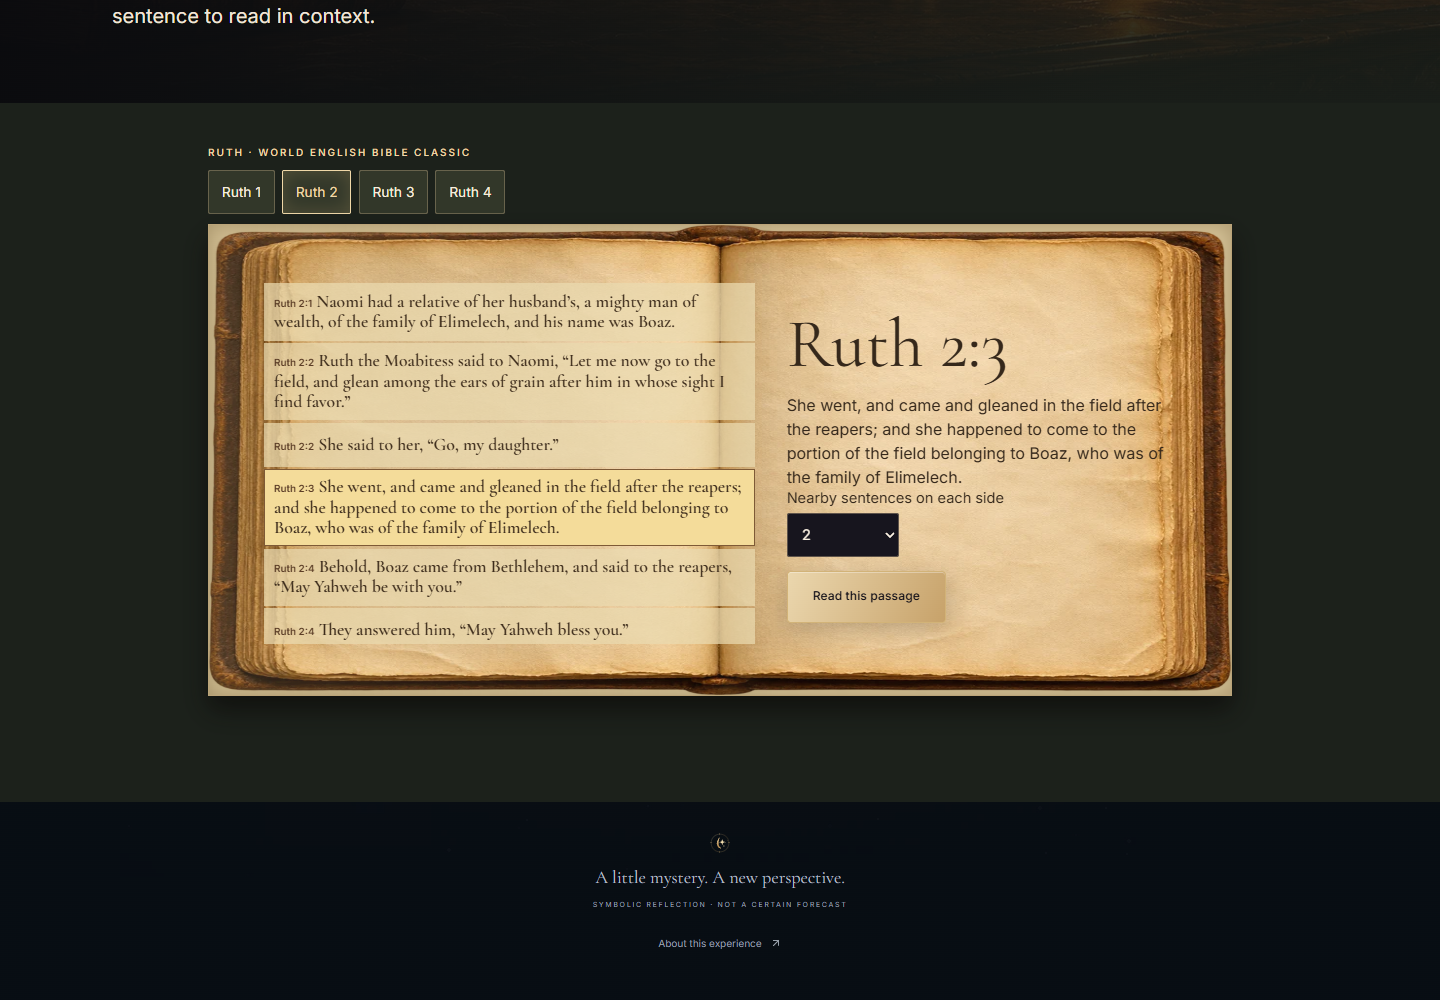 sentence to read in context.
RUTH · WORLD ENGLISH BIBLE CLASSIC
Ruth 1
Ruth 2
Ruth 3
Ruth 4
Ruth 2:1 Naomi had a relative of her husband’s, a mighty man of
wealth, of the family of Elimelech, and his name was Boaz.
Ruth 2:2 Ruth the Moabitess said to Naomi, “Let me now go to the
field, and glean among the ears of grain after him in whose sight I
find favor.”
Ruth 2:2 She said to her, “Go, my daughter.”
Ruth 2:3 She went, and came and gleaned in the field after the reapers;
and she happened to come to the portion of the field belonging to
Boaz, who was of the family of Elimelech.
Ruth 2:4 Behold, Boaz came from Bethlehem, and said to the reapers,
“May Yahweh be with you.”
Ruth 2:4 They answered him, “May Yahweh bless you.”
Ruth 2:3
She went, and came and gleaned in the field after
the reapers; and she happened to come to the
portion of the field belonging to Boaz, who was of
the family of Elimelech.
Nearby sentences on each side
2
Read this passage
A little mystery. A new perspective.
SYMBOLIC REFLECTION · NOT A CERTAIN FORECAST
About this experience